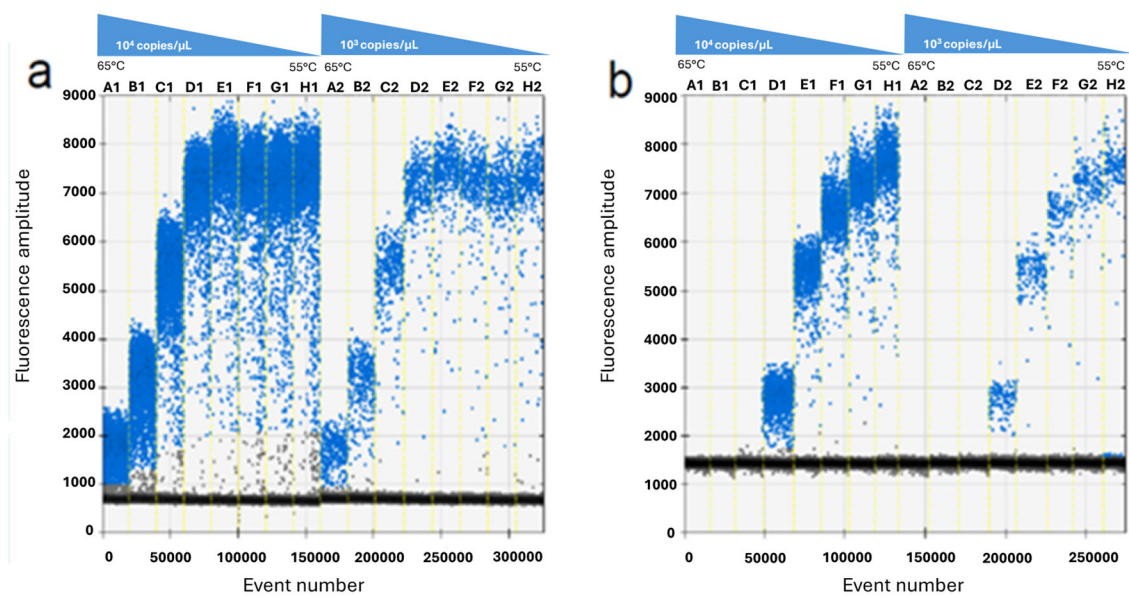 10⁴ copies/µL 10³ copies/µL
a 65°C 55°C 65°C 55°C
A1 B1 C1 D1 E1 F1 G1 H1 A2 B2 C2 D2 E2 F2 G2 H2
9000
8000
7000
6000
5000
4000
3000
2000
1000
0
Fluorescence amplitude
0 50000 100000 150000 200000 250000 300000
Event number
10⁴ copies/µL 10³ copies/µL
b 65°C 55°C 65°C 55°C
A1 B1 C1 D1 E1 F1 G1 H1 A2 B2 C2 D2 E2 F2 G2 H2
9000
8000
7000
6000
5000
4000
3000
2000
1000
0
Fluorescence amplitude
0 50000 100000 150000 200000 250000
Event number